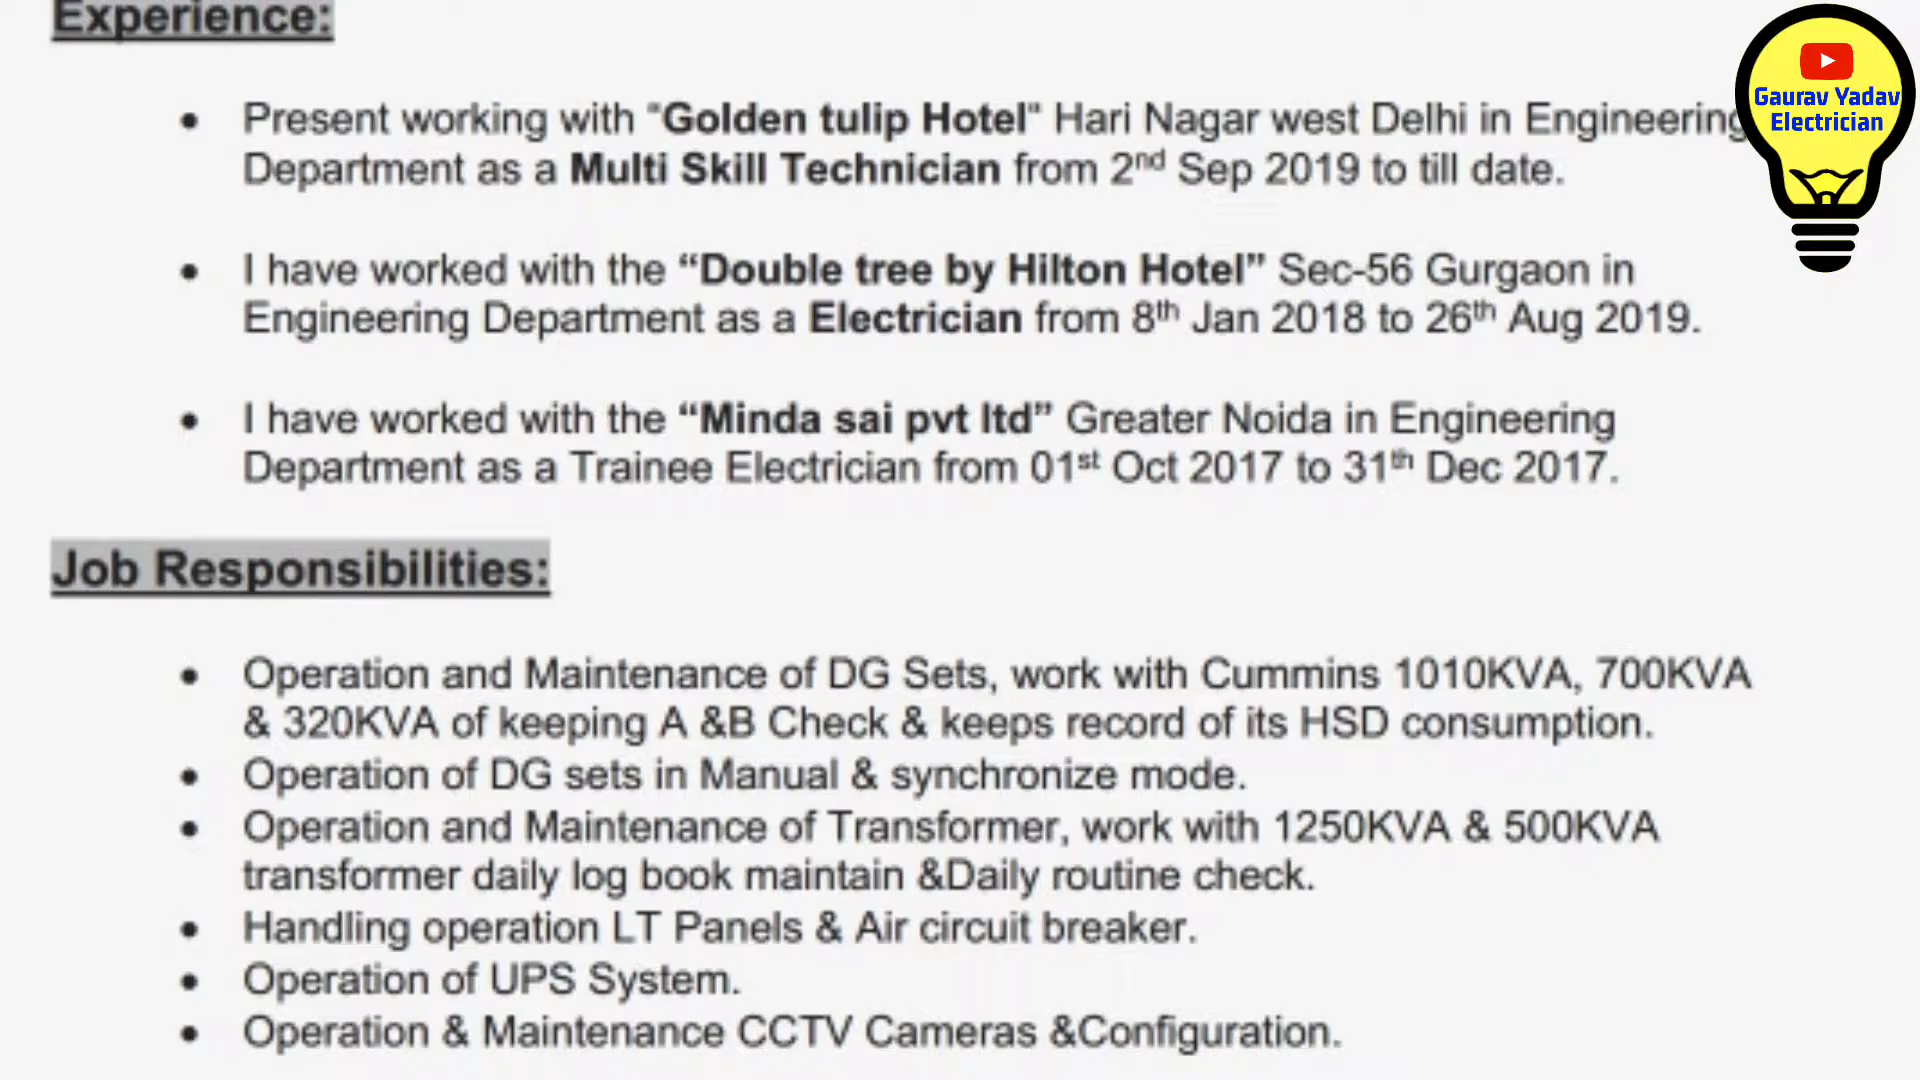 Experience:
Present working with "Golden tulip Hotel" Hari Nagar west Delhi in Engineering
Department as a Multi Skill Technician from 2nd Sep 2019 to till date.
I have worked with the “Double tree by Hilton Hotel” Sec-56 Gurgaon in
Engineering Department as a Electrician from 8th Jan 2018 to 26th Aug 2019.
I have worked with the “Minda sai pvt ltd” Greater Noida in Engineering
Department as a Trainee Electrician from 01st Oct 2017 to 31th Dec 2017.
Job Responsibilities:
Operation and Maintenance of DG Sets, work with Cummins 1010KVA, 700KVA
& 320KVA of keeping A &B Check & keeps record of its HSD consumption.
Operation of DG sets in Manual & synchronize mode.
Operation and Maintenance of Transformer, work with 1250KVA & 500KVA
transformer daily log book maintain &Daily routine check.
Handling operation LT Panels & Air circuit breaker.
Operation of UPS System.
Operation & Maintenance CCTV Cameras &Configuration.
Gaurav Yadav
Electrician